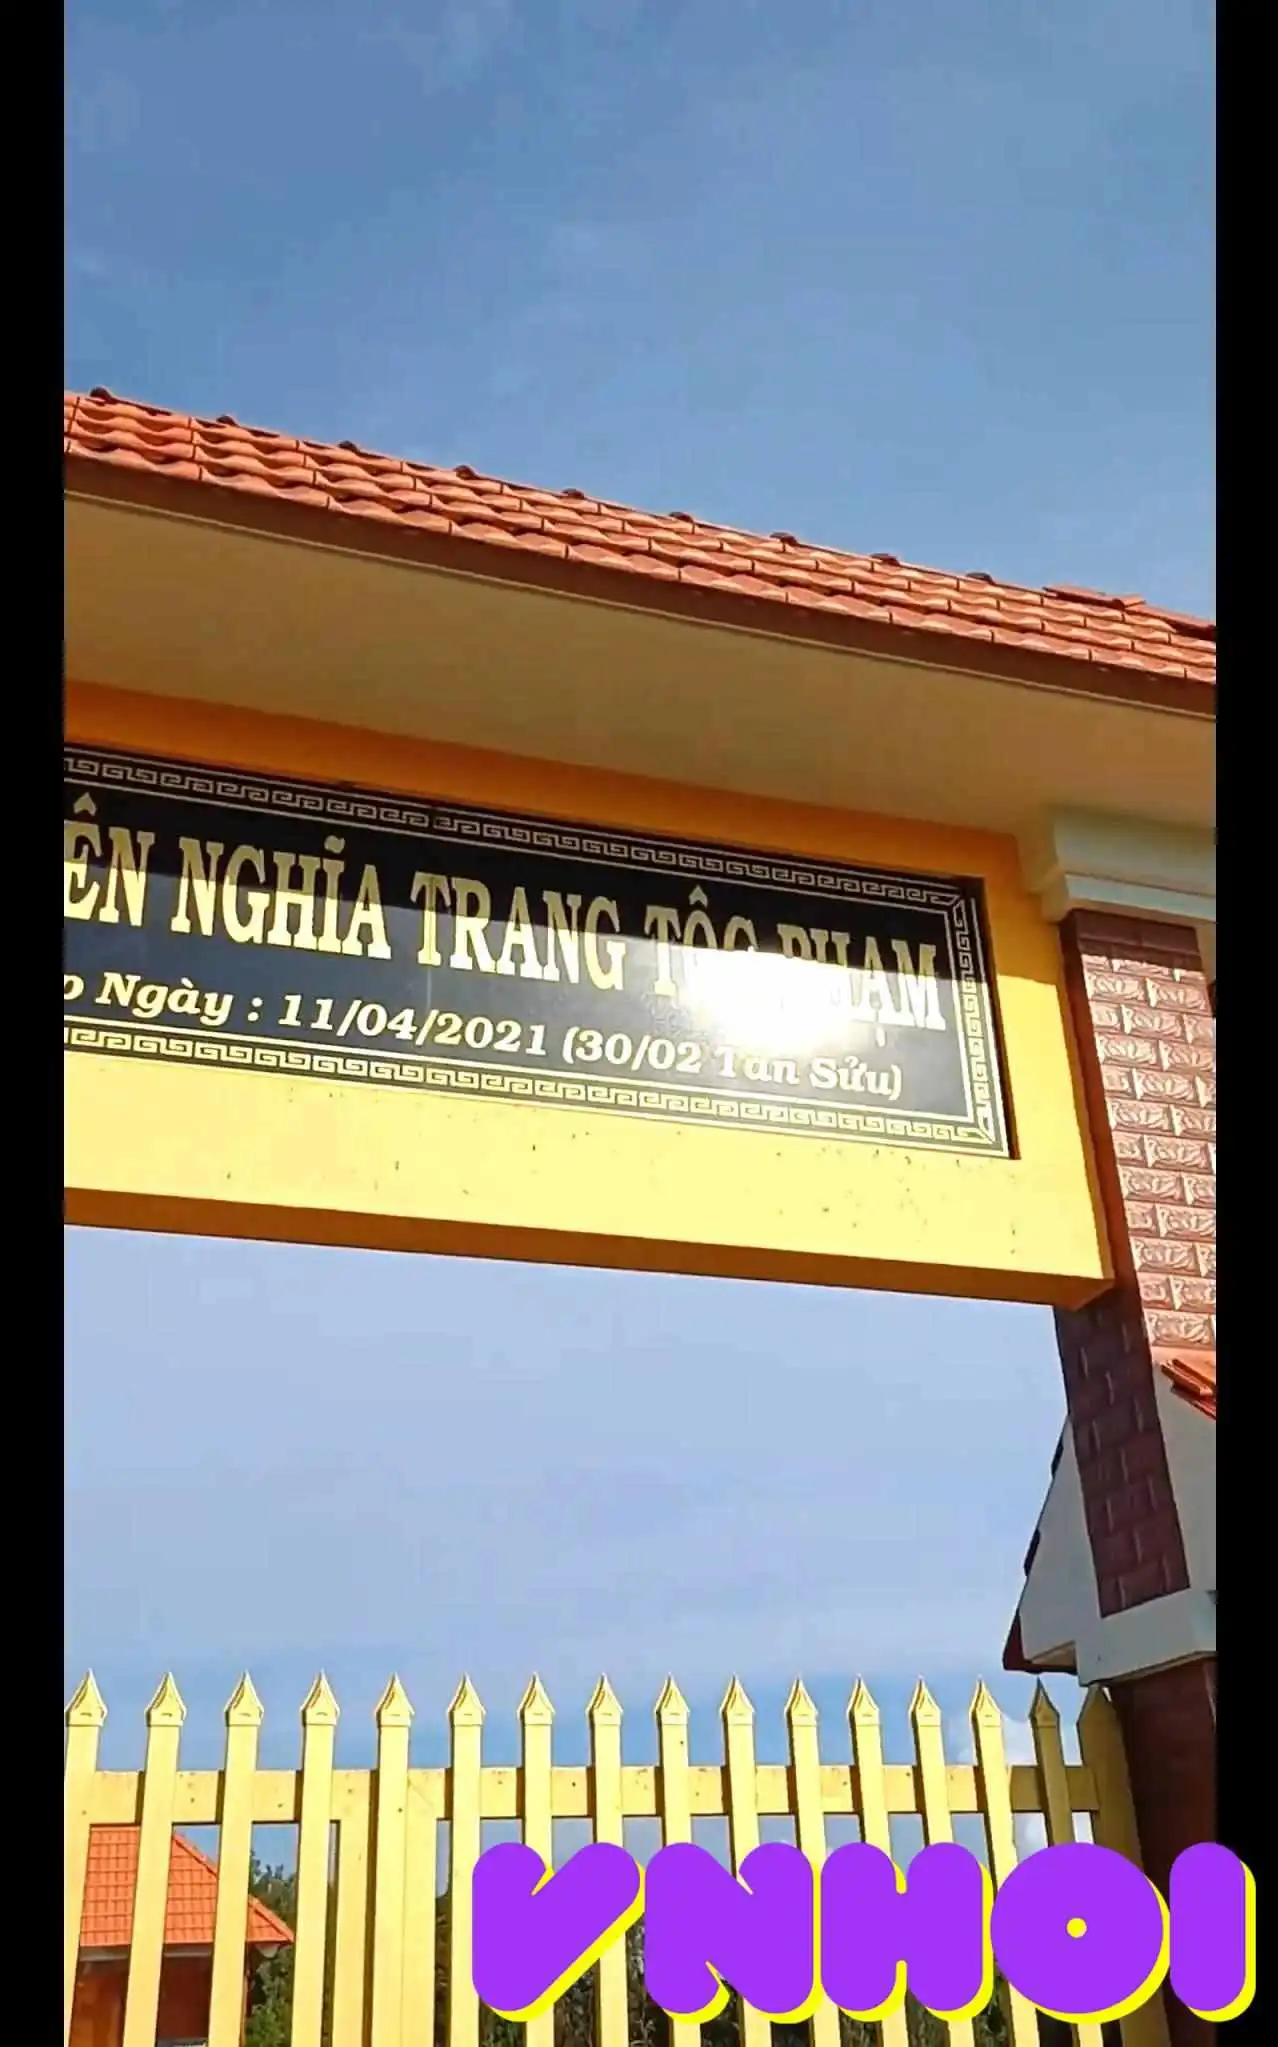 ÊN NGHĨA TRANG TỘC PHẠM
Ngày : 11/04/2021 (30/02 Tân Sửu)
VNHOI